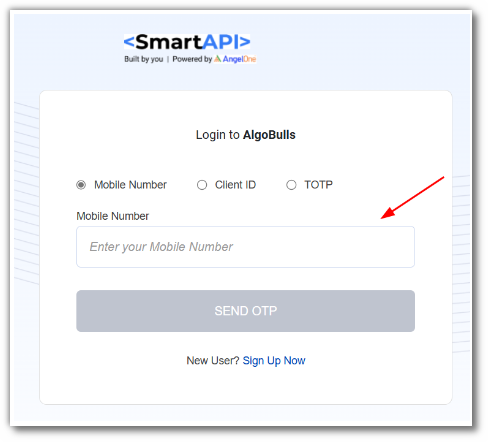 <SmartAPI>
Built by you | Powered by AngelOne
Login to AlgoBulls
Mobile Number Client ID TOTP
Mobile Number
Enter your Mobile Number
SEND OTP
New User? Sign Up Now